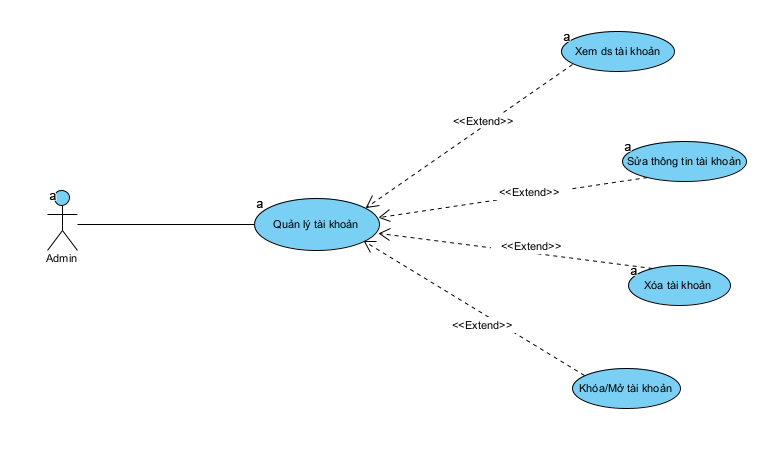 a
Xem ds tài khoản
<<Extend>>
a
Sửa thông tin tài khoản
<<Extend>>
a
Admin
a
Quản lý tài khoản
<<Extend>>
a
Xóa tài khoản
<<Extend>>
Khóa/Mở tài khoản